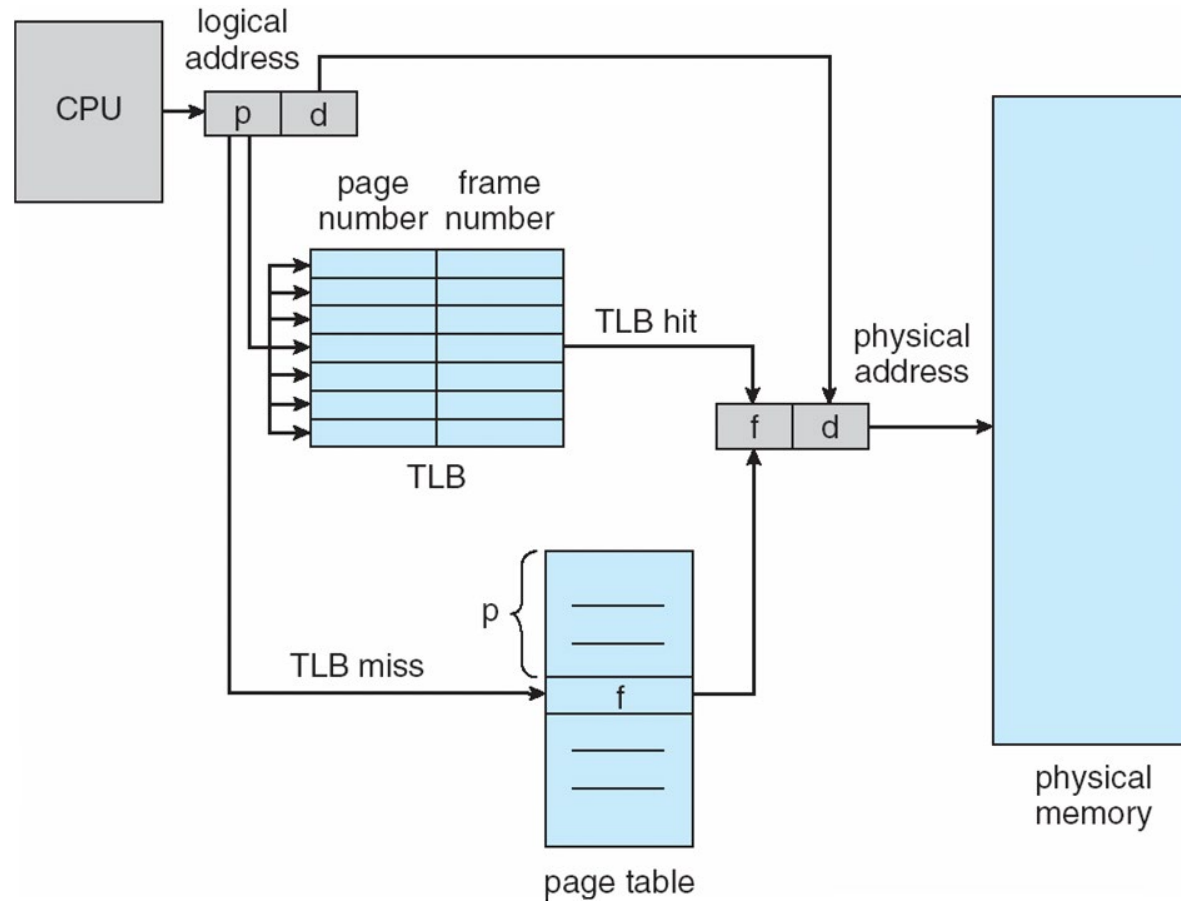 logical
address
CPU
p d
page
number
frame
number
TLB hit
physical
address
f d
TLB
p
TLB miss
f
physical
memory
page table